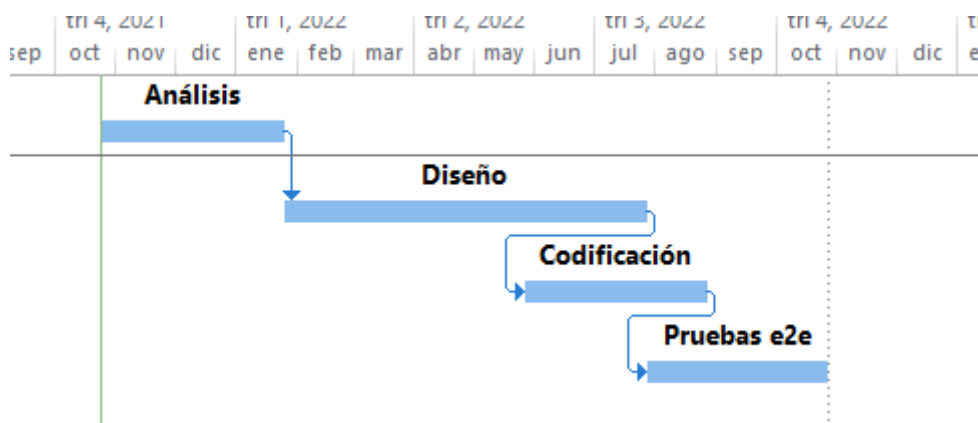 tri 4, 2021 tri 1, 2022 tri 2, 2022 tri 3, 2022 tri 4, 2022
sep oct nov dic ene feb mar abr may jun jul ago sep oct nov dic
Análisis
Diseño
Codificación
Pruebas e2e